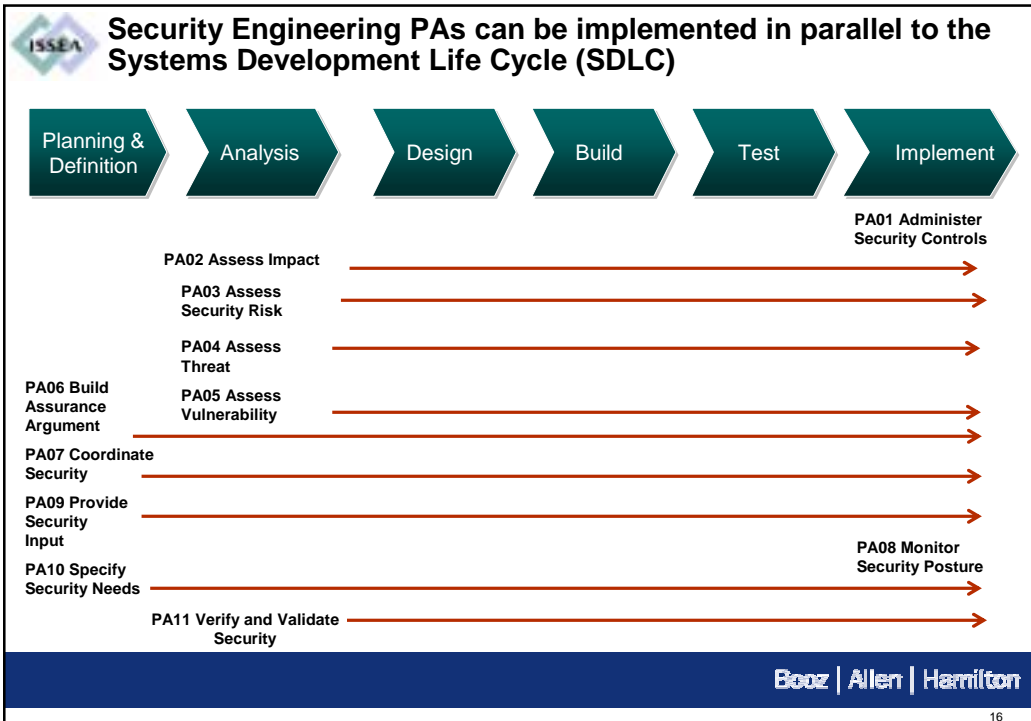 ISSEA
Security Engineering PAs can be implemented in parallel to the
Systems Development Life Cycle (SDLC)
Planning &
Definition
Analysis
Design
Build
Test
Implement
PA01 Administer
Security Controls
PA02 Assess Impact
PA03 Assess
Security Risk
PA04 Assess
Threat
PA05 Assess
Vulnerability
PA06 Build
Assurance
Argument
PA07 Coordinate
Security
PA09 Provide
Security
Input
PA08 Monitor
Security Posture
PA10 Specify
Security Needs
PA11 Verify and Validate
Security
Booz | Allen | Hamilton
16